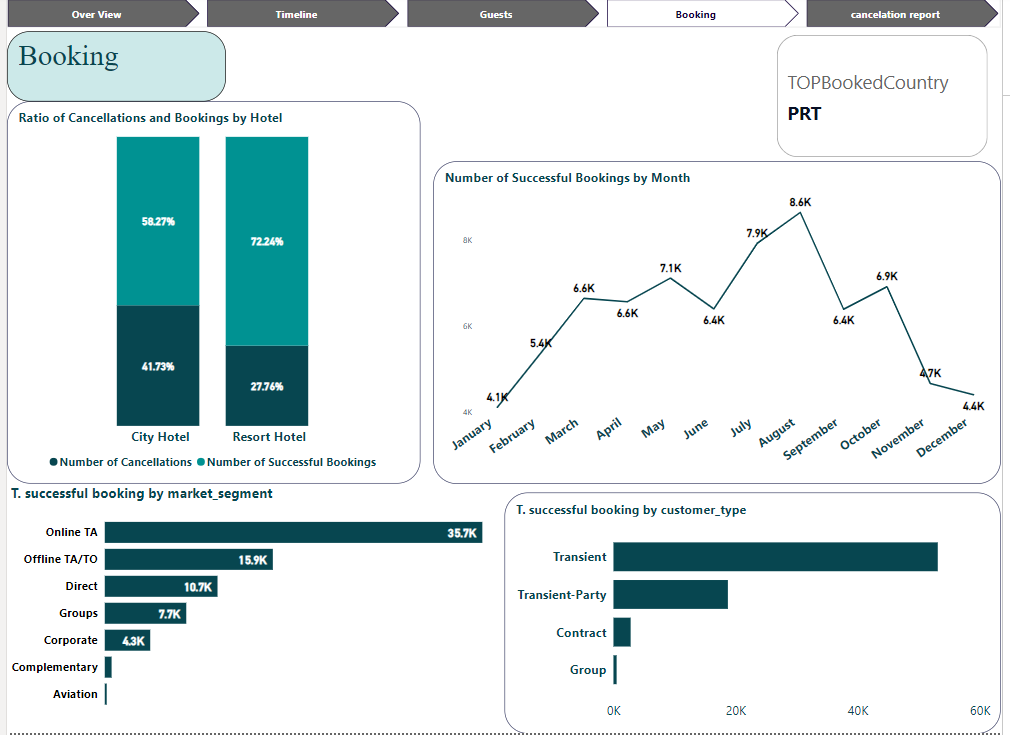 Over View
Timeline
Guests
Booking
cancelation report
Booking
TOPBookedCountry
PRT
Ratio of Cancellations and Bookings by Hotel
58.27%
72.24%
41.73%
27.76%
City Hotel
Resort Hotel
Number of Cancellations
Number of Successful Bookings
Number of Successful Bookings by Month
8K
6K
4K
4.1K
5.4K
6.6K
6.6K
7.1K
6.4K
7.9K
8.6K
6.4K
6.9K
4.7K
4.4K
January
February
March
April
May
June
July
August
September
October
November
December
T. successful booking by market_segment
Online TA
35.7K
Offline TA/TO
15.9K
Direct
10.7K
Groups
7.7K
Corporate
4.3K
Complementary
Aviation
T. successful booking by customer_type
Transient
Transient-Party
Contract
Group
0K
20K
40K
60K